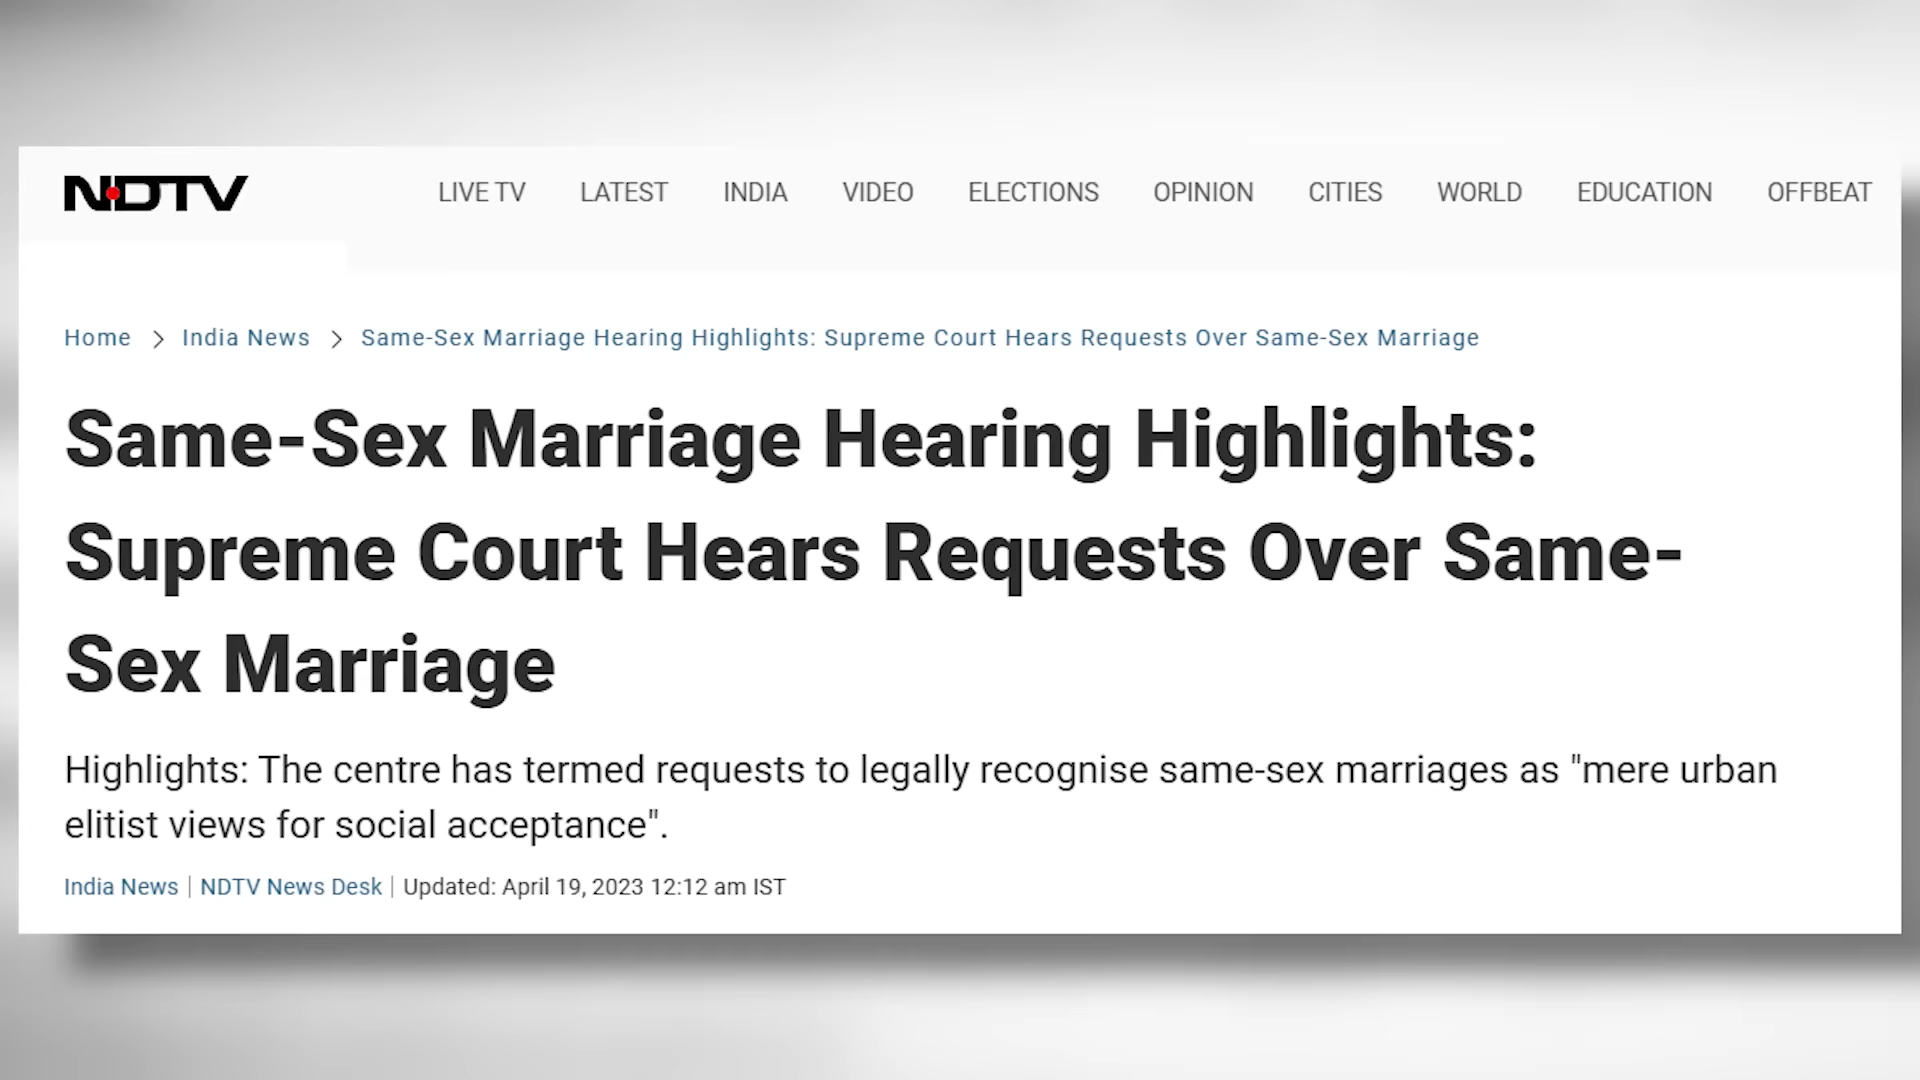 NDTV LIVE TV LATEST INDIA VIDEO ELECTIONS OPINION CITIES WORLD EDUCATION OFFBEAT
Home > India News > Same-Sex Marriage Hearing Highlights: Supreme Court Hears Requests Over Same-Sex Marriage
Same-Sex Marriage Hearing Highlights:
Supreme Court Hears Requests Over Same-
Sex Marriage
Highlights: The centre has termed requests to legally recognise same-sex marriages as "mere urban
elitist views for social acceptance".
India News | NDTV News Desk | Updated: April 19, 2023 12:12 am IST